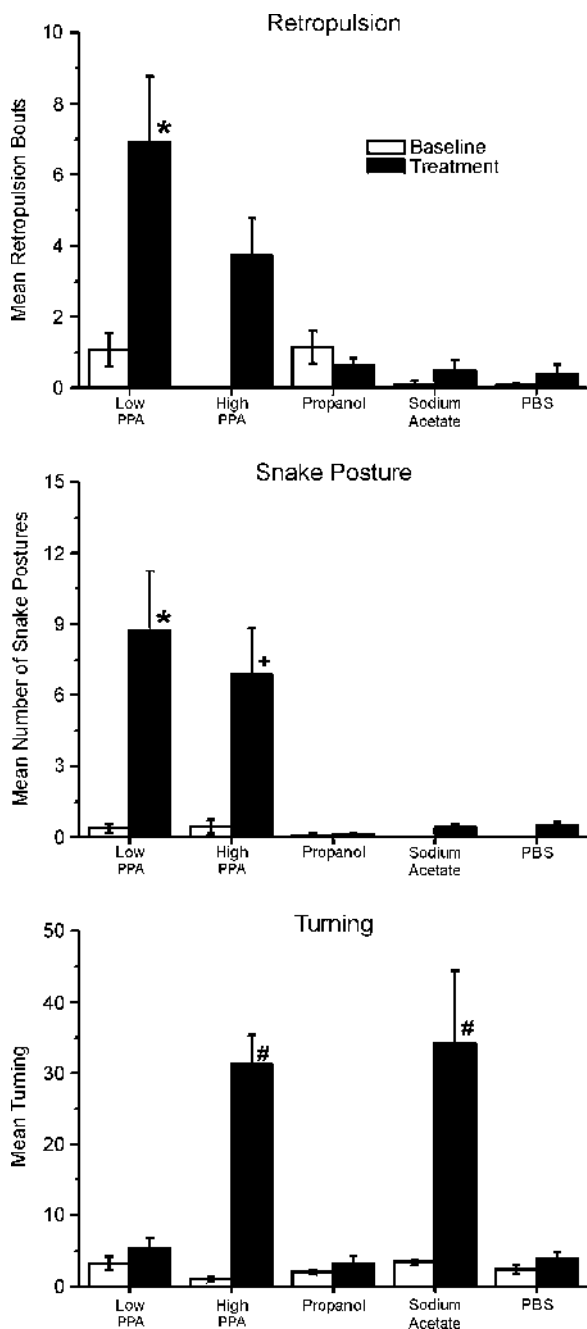 Retropulsion
Mean Retropulsion Bouts
10
8
6
4
2
0
*
Baseline
Treatment
Low PPA
High PPA
Propanol
Sodium Acetate
PBS
Snake Posture
Mean Number of Snake Postures
15
12
9
6
3
0
*
+
Low PPA
High PPA
Propanol
Sodium Acetate
PBS
Turning
Mean Turning
50
40
30
20
10
0
#
#
Low PPA
High PPA
Propanol
Sodium Acetate
PBS